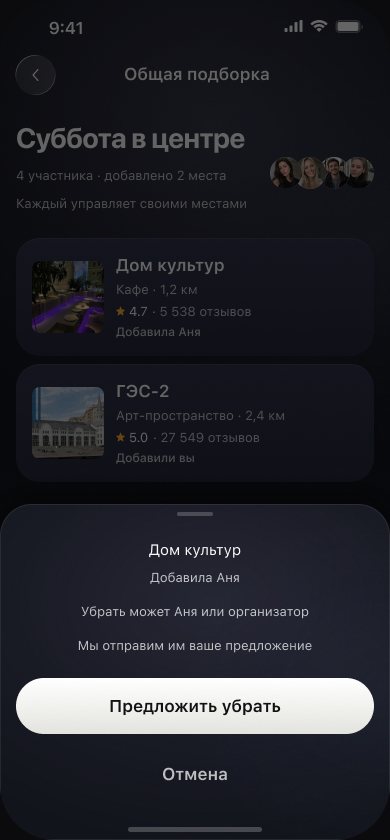 9:41
Общая подборка
Суббота в центре
4 участника · добавлено 2 места
Каждый управляет своими местами
Дом культур
Кафе · 1,2 км
4.7 · 5 538 отзывов
Добавила Аня
ГЭС-2
Арт-пространство · 2,4 км
5.0 · 27 549 отзывов
Добавили вы
Дом культур
Добавила Аня
Убрать может Аня или организатор
Мы отправим им ваше предложение
Предложить убрать
Отмена